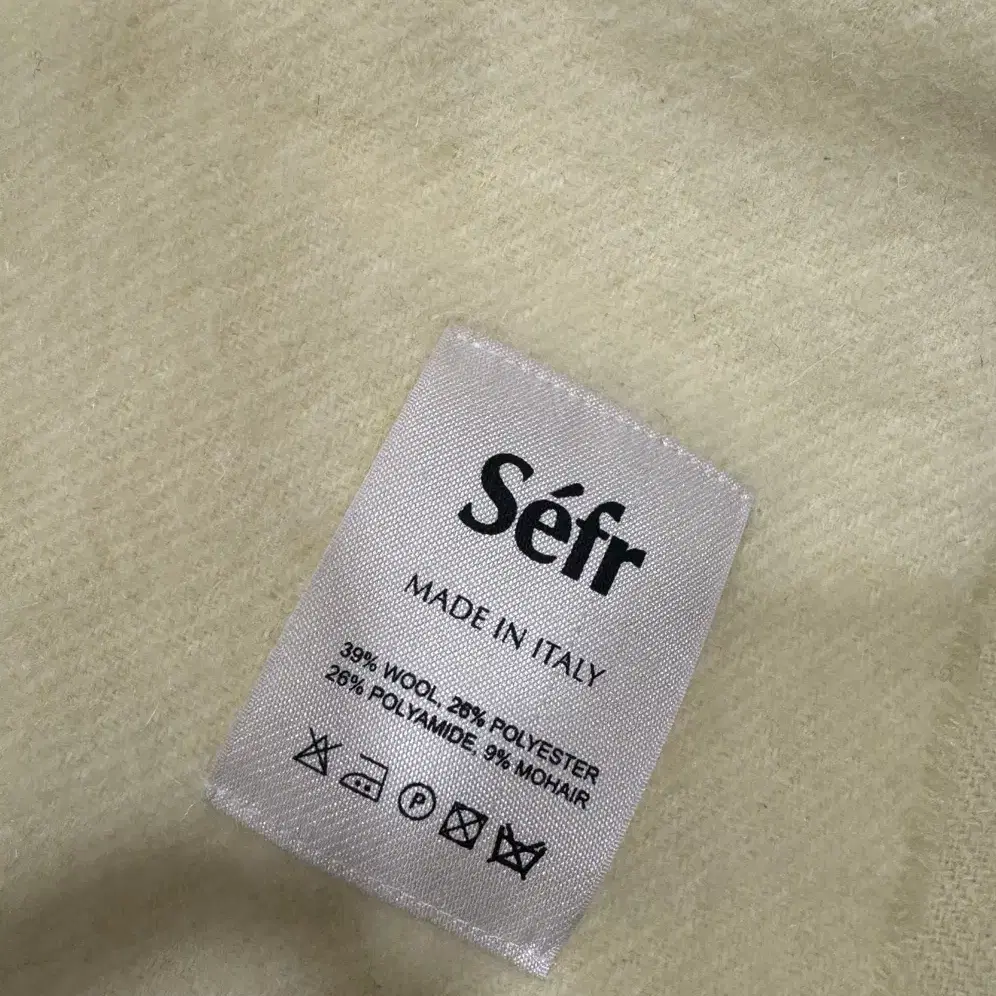 Séfr
MADE IN ITALY
39% WOOL, 26% POLYESTER
26% POLYAMIDE, 9% MOHAIR
P